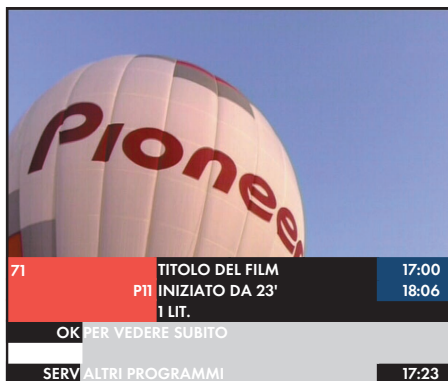 Pioneer
71 TITOLO DEL FILM 17:00
P11 INIZIATO DA 23' 18:06
1 LIT.
OK PER VEDERE SUBITO
SERV ALTRI PROGRAMMI 17:23